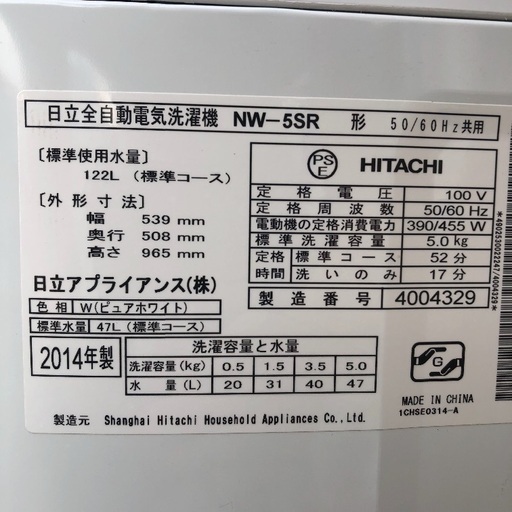 日立全自動電気洗濯機 NW-5SR 形 50/60Hz共用
〔標準使用水量〕
122L (標準コース)
〔外形寸法〕
幅 539 mm
奥行 508 mm
高さ 965 mm
日立アプライアンス(株)
色相 W(ピュアホワイト)
標準水量 47L (標準コース)
PS
E
HITACHI
定格電圧 100 V
定格周波数 50/60 Hz
電動機の定格消費電力 390/455 W
標準洗濯容量 5.0 kg
定格 標準コース 52 分
時間 洗いのみ 17 分
製造番号 4004329
2014年製
洗濯容量と水量
洗濯容量(kg) 0.5 1.5 3.5 5.0
水量(L) 20 31 40 47
G
MADE IN CHINA
1CHSE0314-A
製造元 Shanghai Hitachi Household Appliances Co.,Ltd.
*4902530022247/4004329*